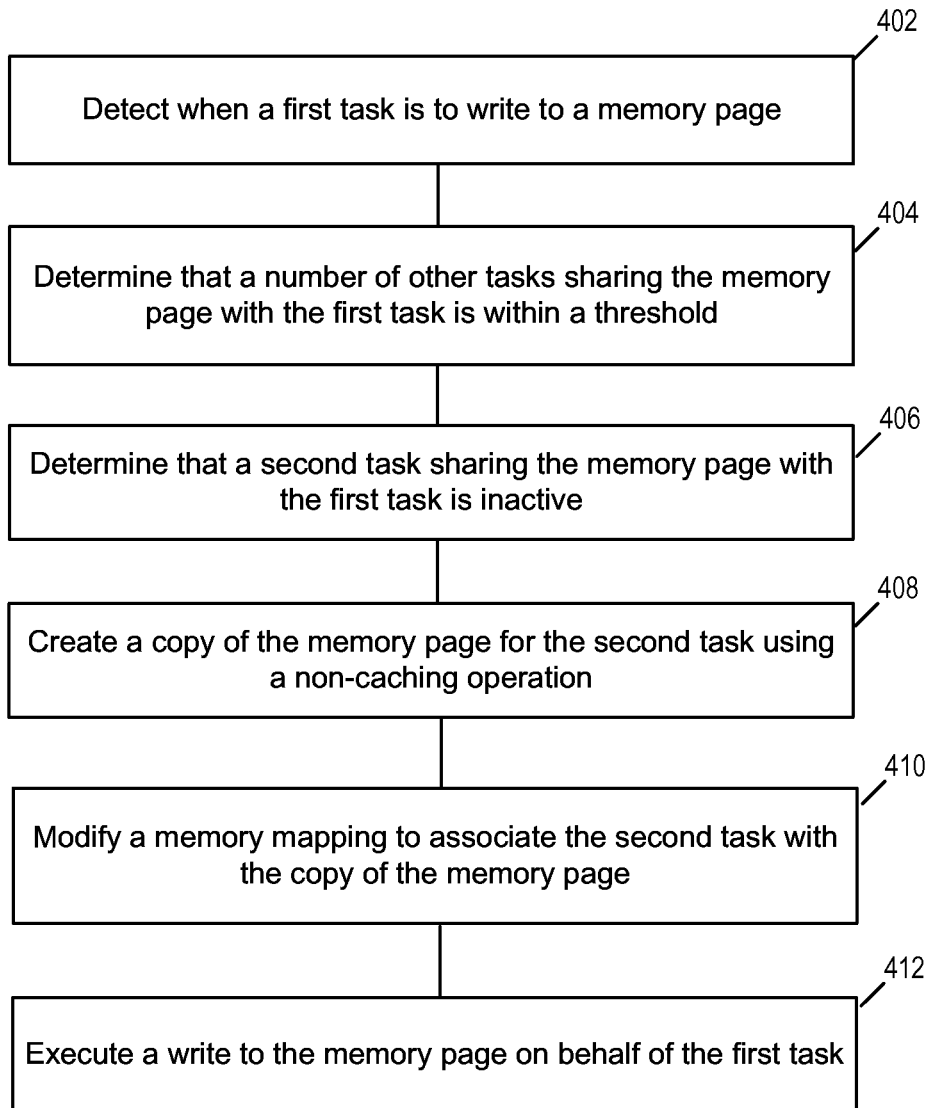 402
Detect when a first task is to write to a memory page
404
Determine that a number of other tasks sharing the memory
page with the first task is within a threshold
406
Determine that a second task sharing the memory page with
the first task is inactive
408
Create a copy of the memory page for the second task using
a non-caching operation
410
Modify a memory mapping to associate the second task with
the copy of the memory page
412
Execute a write to the memory page on behalf of the first task